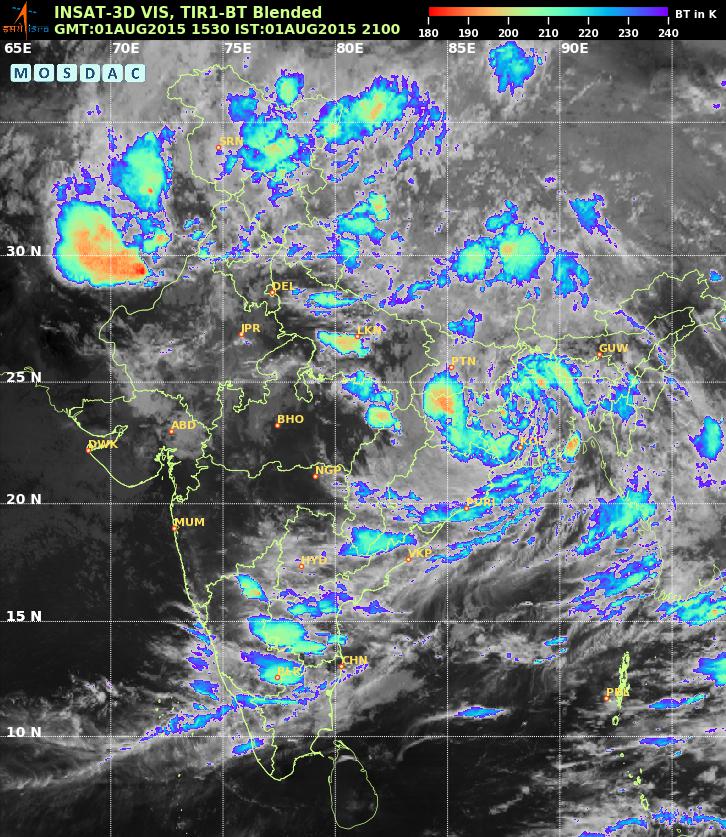 INSAT-3D VIS, TIR1-BT Blended
GMT:01AUG2015 1530 IST:01AUG2015 2100
BT in K
180 190 200 210 220 230 240
65E 70E 75E 80E 85E 90E
MOSDAC
SRN
30 N
DEL
JPR LKN
GUW
PTN
25 N
ABD BHO
DWK KOL
NGP
20 N
PURI
MUM
VKP
HYD
15 N
CHN
10 N